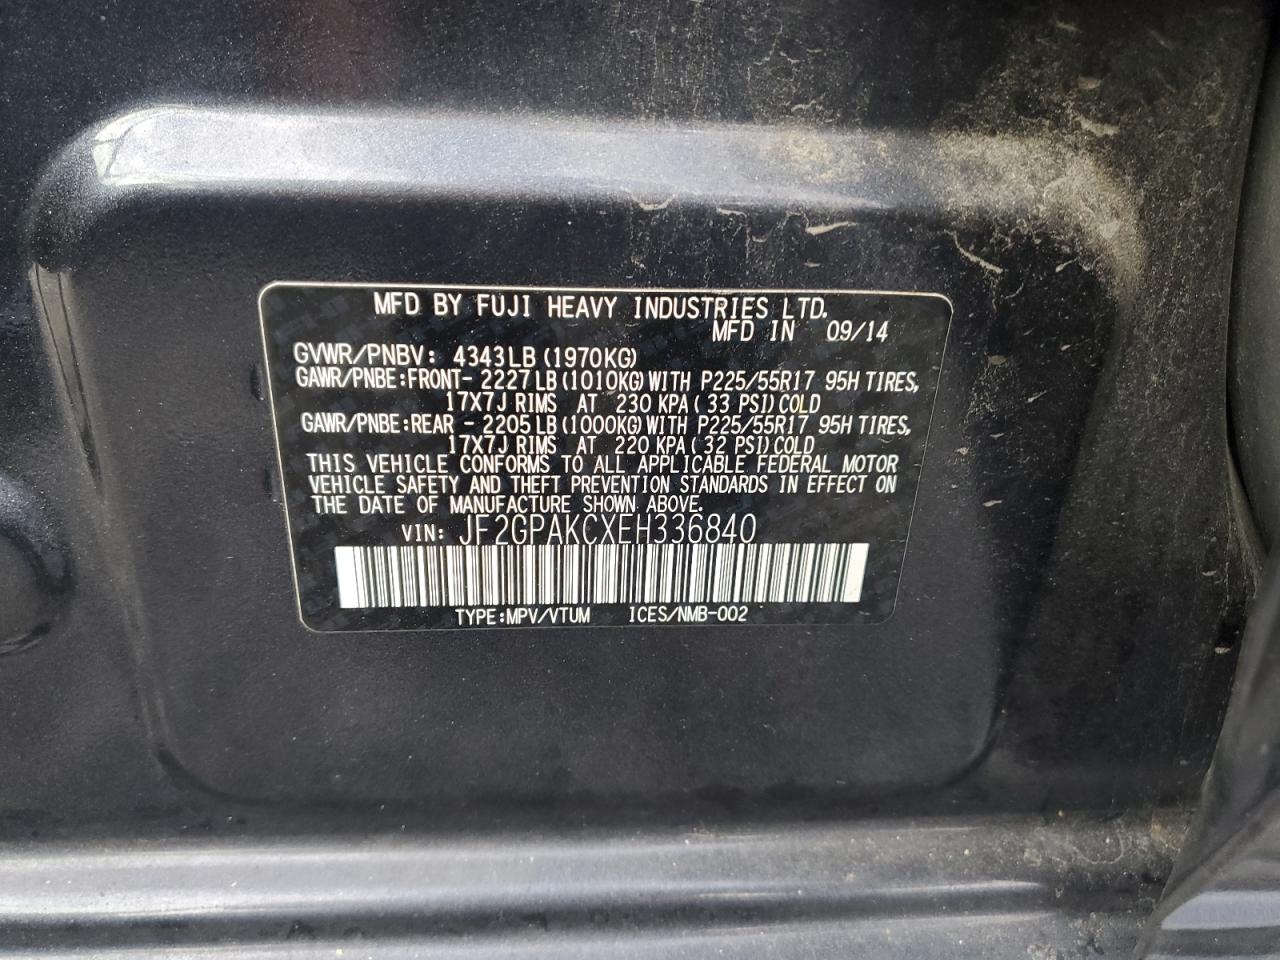 MFD BY FUJI HEAVY INDUSTRIES LTD.
MFD IN 09/14
GVWR/PNBV: 4343LB (1970KG)
GAWR/PNBE:FRONT- 2227LB (1010KG) WITH P225/55R17 95H TIRES,
17X7J RIMS AT 230 KPA (33 PSI) COLD
GAWR/PNBE:REAR - 2205LB (1000KG) WITH P225/55R17 95H TIRES,
17X7J RIMS AT 220 KPA (32 PSI) COLD
THIS VEHICLE CONFORMS TO ALL APPLICABLE FEDERAL MOTOR
VEHICLE SAFETY AND THEFT PREVENTION STANDARDS IN EFFECT ON
THE DATE OF MANUFACTURE SHOWN ABOVE.
VIN: JF2GPAKCXEH336840
TYPE:MPV/VTUM ICES/NMB-002